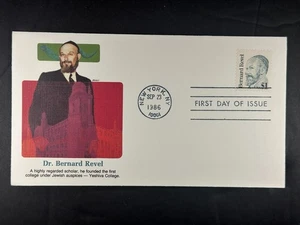 NEW YORK, NY
SEP 23
1986
10001
FIRST DAY OF ISSUE
Bernard Revel
$1
Dr. Bernard Revel
A highly regarded scholar, he founded the first
college under Jewish auspices — Yeshiva College.